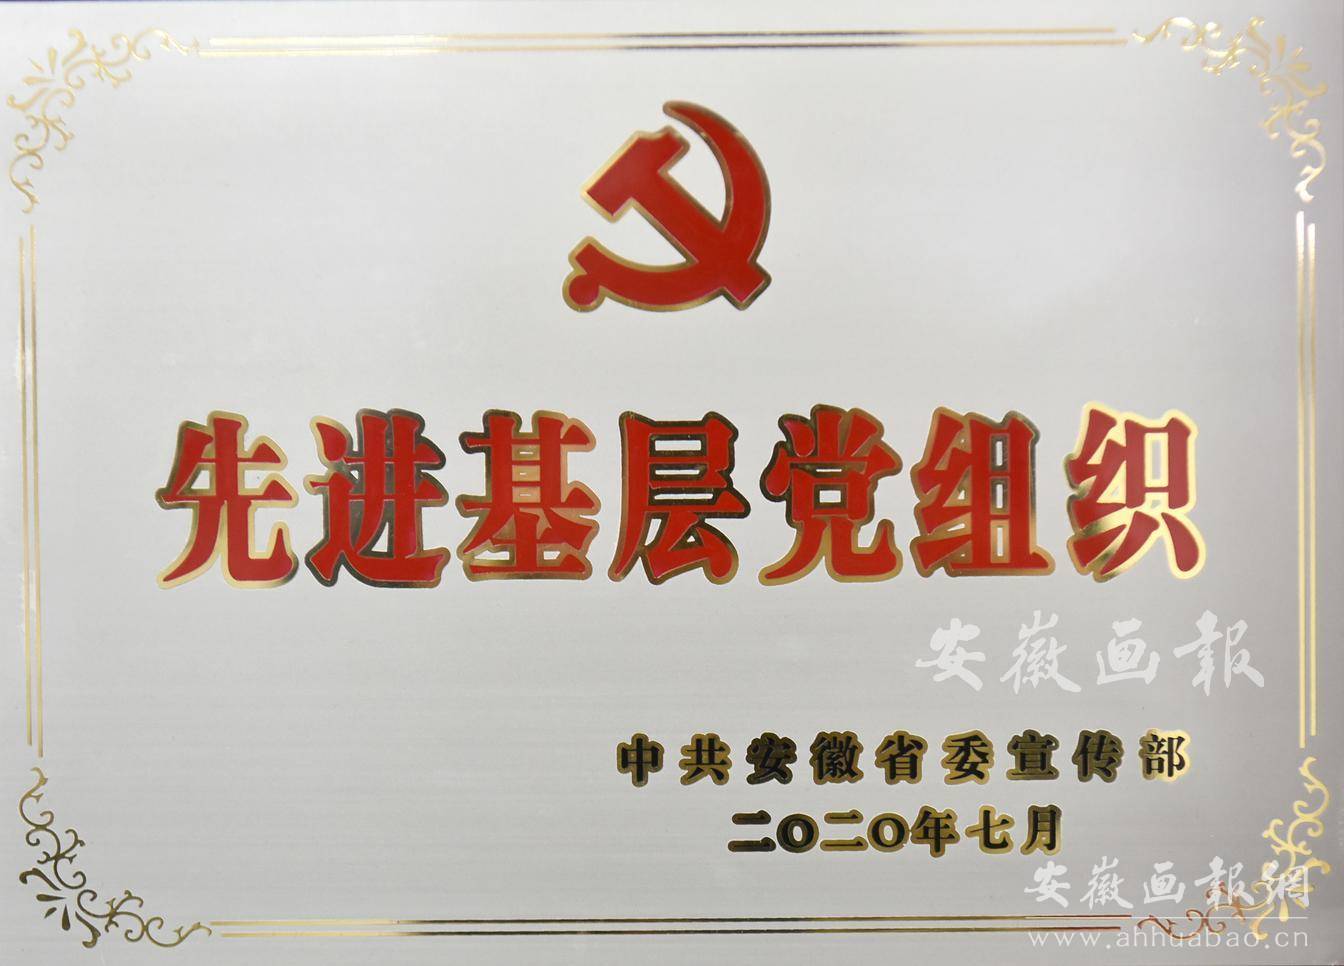 先进基层党组织
安徽画報
中共安徽省委宣传部
二〇二〇年七月
安徽画報網
www.ahhuabao.cn